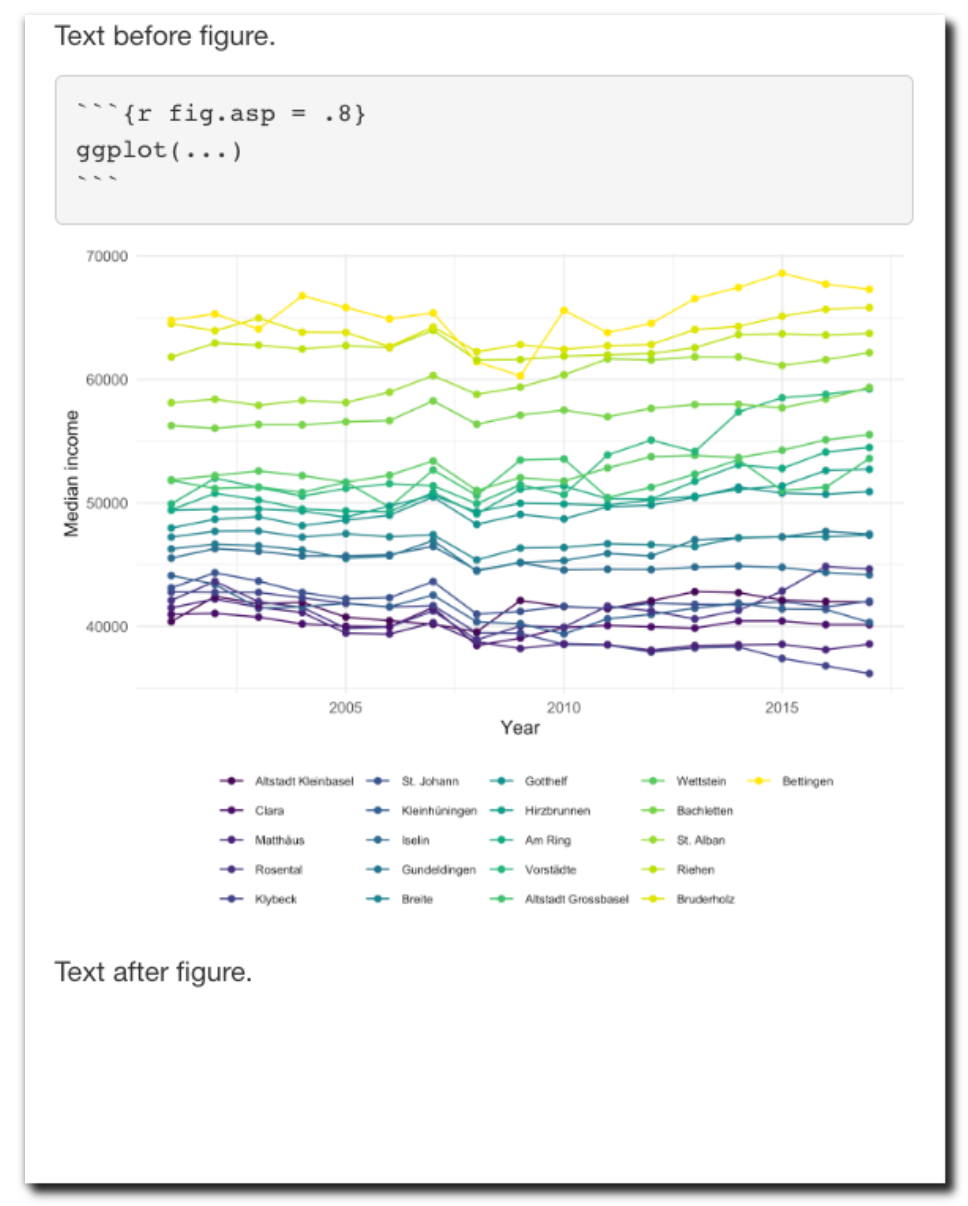 Text before figure.
```{r fig.asp = .8}
ggplot(...)
```
70000
60000
50000
40000
Median income
2005 2010 2015
Year
Altstadt Kleinbasel St. Johann Gotthelf Wettstein Bettingen
Clara Kleinhüningen Hirzbrunnen Bachletten
Matthäus Iselin Am Ring St. Alban
Rosental Gundeldingen Vorstädte Riehen
Klybeck Breite Altstadt Grossbasel Bruderholz
Text after figure.